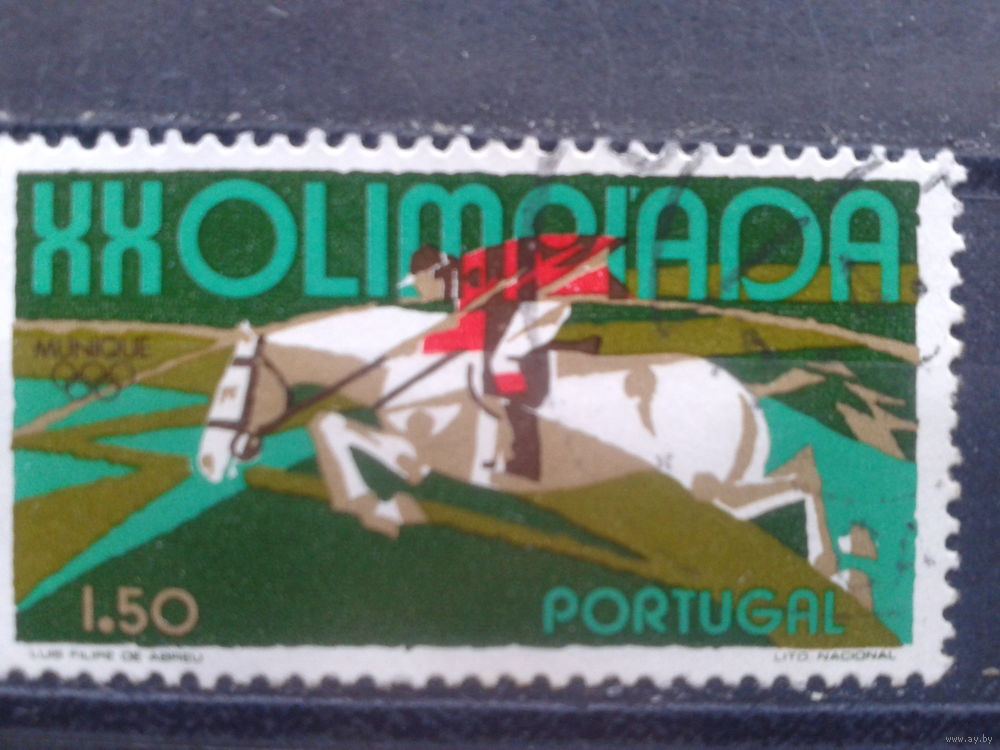 XX OLIMPÍADA
MUNIQUE
1.50
PORTUGAL
LUIS FILIPE DE ABREU
LITO. NACIONAL
www.ay.by